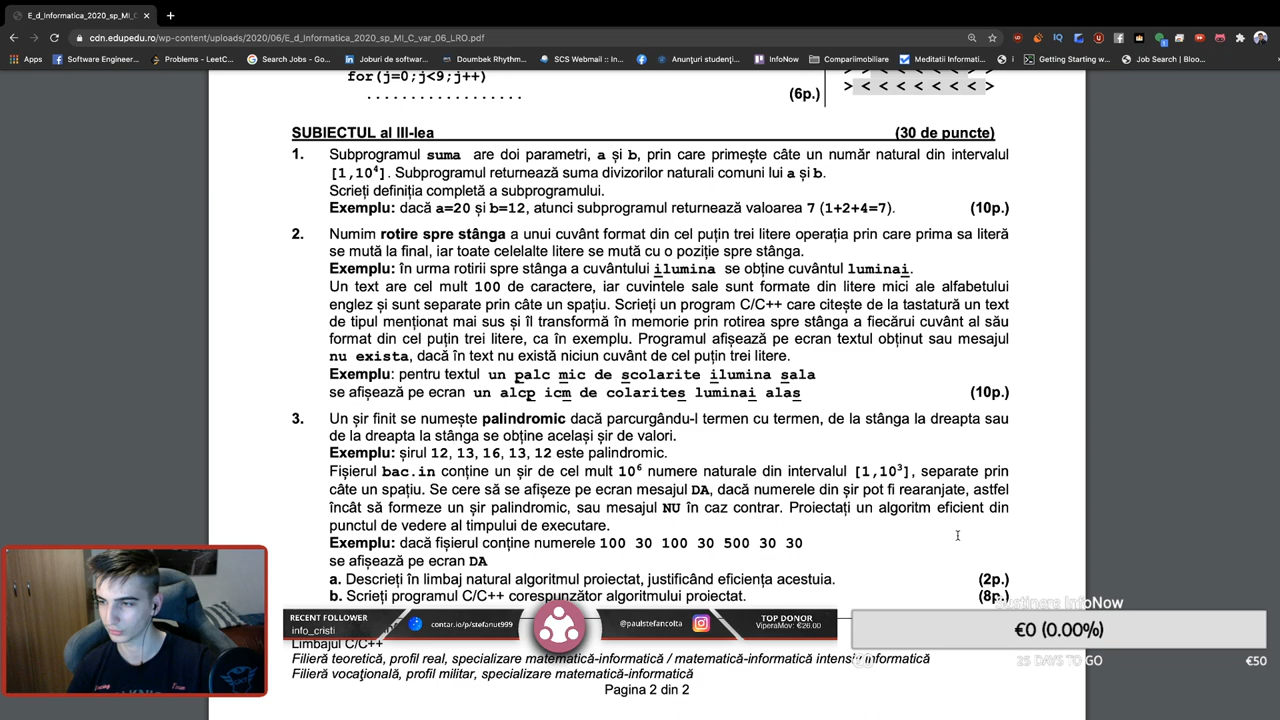 E_d_Informatica_2020_sp_MI_C_
cdn.edupedu.ro/wp-content/uploads/2020/06/E_d_Informatica_2020_sp_MI_C_var_06_LRO.pdf
Apps Software Engineer... Problems - LeetC... Search Jobs - Go... Joburi de softwar... Doumbek Rhythm... SCS Webmail :: In... Anunţuri studenţi... InfoNow Compariimobiliare Meditatii Informati... i Getting Started w... Job Search | Bloo...
for(j=0;j<9;j++)
. . . . . . . . . . . . . . . . . (6p.)
> < < < < < < < >
SUBIECTUL al III-lea (30 de puncte)
1. Subprogramul suma are doi parametri, a și b, prin care primește câte un număr natural din intervalul
[1,10⁴]. Subprogramul returnează suma divizorilor naturali comuni lui a și b.
Scrieți definiția completă a subprogramului.
Exemplu: dacă a=20 și b=12, atunci subprogramul returnează valoarea 7 (1+2+4=7). (10p.)
2. Numim rotire spre stânga a unui cuvânt format din cel puțin trei litere operația prin care prima sa literă
se mută la final, iar toate celelalte litere se mută cu o poziție spre stânga.
Exemplu: în urma rotirii spre stânga a cuvântului ilumina se obține cuvântul luminai.
Un text are cel mult 100 de caractere, iar cuvintele sale sunt formate din litere mici ale alfabetului
englez și sunt separate prin câte un spațiu. Scrieți un program C/C++ care citește de la tastatură un text
de tipul menționat mai sus și îl transformă în memorie prin rotirea spre stânga a fiecărui cuvânt al său
format din cel puțin trei litere, ca în exemplu. Programul afișează pe ecran textul obținut sau mesajul
nu exista, dacă în text nu există niciun cuvânt de cel puțin trei litere.
Exemplu: pentru textul un palc mic de scolarite ilumina sala
se afișează pe ecran un alcp icm de colarites luminai alas (10p.)
3. Un șir finit se numește palindromic dacă parcurgându-l termen cu termen, de la stânga la dreapta sau
de la dreapta la stânga se obține același șir de valori.
Exemplu: șirul 12, 13, 16, 13, 12 este palindromic.
Fișierul bac.in conține un șir de cel mult 10⁶ numere naturale din intervalul [1,10³], separate prin
câte un spațiu. Se cere să se afișeze pe ecran mesajul DA, dacă numerele din șir pot fi rearanjate, astfel
încât să formeze un șir palindromic, sau mesajul NU în caz contrar. Proiectați un algoritm eficient din
punctul de vedere al timpului de executare.
Exemplu: dacă fișierul conține numerele 100 30 100 30 500 30 30
se afișează pe ecran DA
a. Descrieți în limbaj natural algoritmul proiectat, justificând eficiența acestuia. (2p.)
b. Scrieți programul C/C++ corespunzător algoritmului proiectat. (8p.)
Sustinere InfoNow
RECENT FOLLOWER
info_cristi
contar.io/p/stefanut999
@paulstefancolta
TOP DONOR
ViperaMov: €26.00
€0 (0.00%)
25 DAYS TO GO €50
Limbajul C/C++
Filieră teoretică, profil real, specializare matematică-informatică / matematică-informatică intensiv informatică
Filieră vocațională, profil militar, specializare matematică-informatică
Pagina 2 din 2